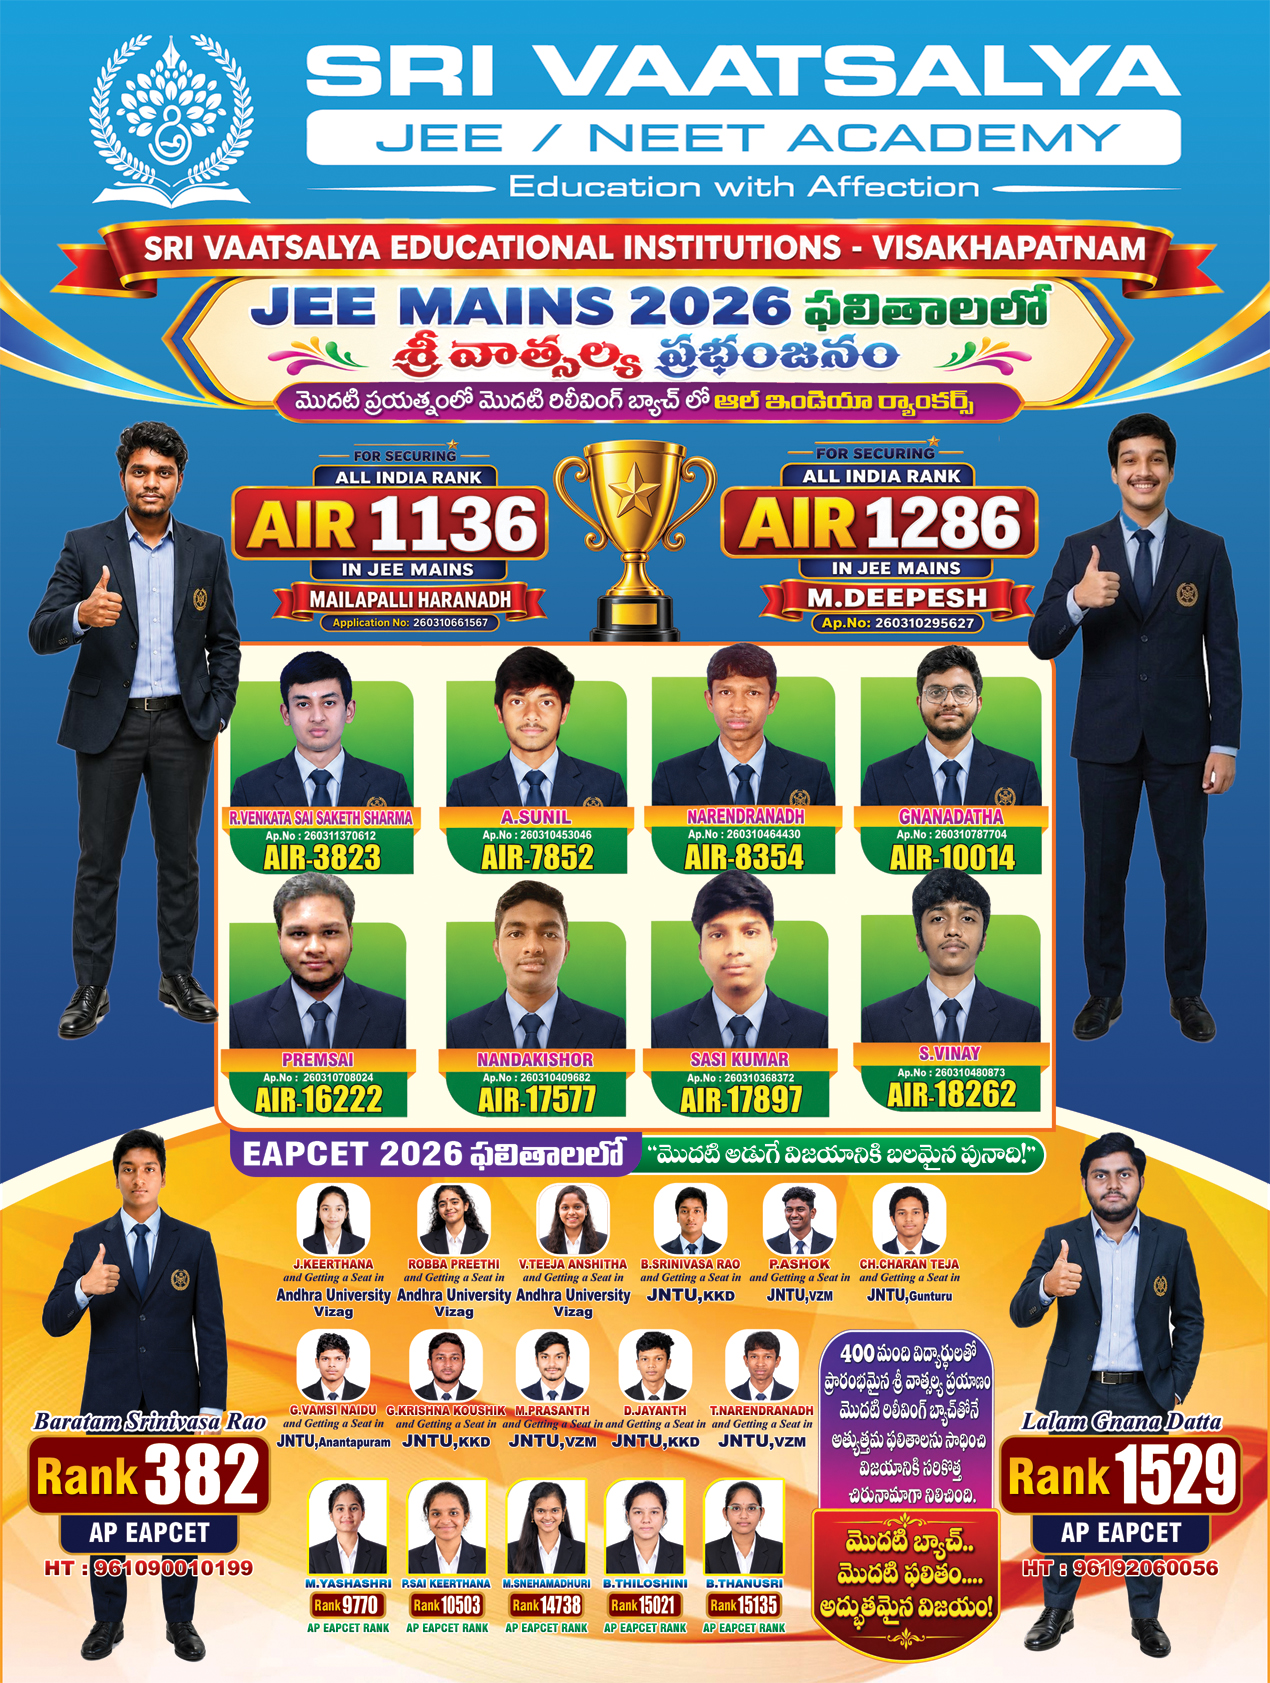 SRI VAATSALYA
JEE / NEET ACADEMY
Education with Affection
SRI VAATSALYA EDUCATIONAL INSTITUTIONS - VISAKHAPATNAM
JEE MAINS 2026 ఫలితాలలో
శ్రీ వాత్సల్య ప్రభంజనం
మొదటి ప్రయత్నంలో మొదటి రిలీవింగ్ బ్యాచ్ లో ఆల్ ఇండియా ర్యాంకర్స్
FOR SECURING
ALL INDIA RANK
AIR 1136
IN JEE MAINS
MAILAPALLI HARANADH
Application No: 260310661567
FOR SECURING
ALL INDIA RANK
AIR 1286
IN JEE MAINS
M.DEEPESH
Ap.No: 260310295627
R.VENKATA SAI SAKETH SHARMA
Ap.No : 260311370612
AIR-3823
A.SUNIL
Ap.No : 260310453046
AIR-7852
NARENDRANADH
Ap.No : 260310464430
AIR-8354
GNANADATHA
Ap.No : 260310787704
AIR-10014
PREMSAI
Ap.No : 260310708024
AIR-16222
NANDAKISHOR
Ap.No : 260310409682
AIR-17577
SASI KUMAR
Ap.No : 260310368372
AIR-17897
S.VINAY
Ap.No : 260310480873
AIR-18262
EAPCET 2026 ఫలితాలలో
“మొదటి అడుగే విజయానికి బలమైన పునాది!”
J.KEERTHANA
and Getting a Seat in
Andhra University
Vizag
ROBBA PREETHI
and Getting a Seat in
Andhra University
Vizag
V.TEEJA ANSHITHA
and Getting a Seat in
Andhra University
Vizag
B.SRINIVASA RAO
and Getting a Seat in
JNTU,KKD
P.ASHOK
and Getting a Seat in
JNTU,VZM
CH.CHARAN TEJA
and Getting a Seat in
JNTU,Gunturu
G.VAMSI NAIDU
and Getting a Seat in
JNTU,Anantapuram
G.KRISHNA KOUSHIK
and Getting a Seat in
JNTU,KKD
M.PRASANTH
and Getting a Seat in
JNTU,VZM
D.JAYANTH
and Getting a Seat in
JNTU,KKD
T.NARENDRANADH
and Getting a Seat in
JNTU,VZM
400 మంది విద్యార్థులతో
ప్రారంభమైన శ్రీ వాత్సల్య ప్రయాణం
మొదటి రిలీవింగ్ బ్యాచ్‌తోనే
అత్యుత్తమ ఫలితాలను సాధించి
విజయానికి సరికొత్త
చిరునామాగా నిలిచింది.
మొదటి బ్యాచ్..
మొదటి ఫలితం....
అద్భుతమైన విజయం!
Baratam Srinivasa Rao
Rank 382
AP EAPCET
HT : 961090010199
Lalam Gnana Datta
Rank 1529
AP EAPCET
HT : 96192060056
M.YASHASHRI
Rank 9770
AP EAPCET RANK
P.SAI KEERTHANA
Rank 10503
AP EAPCET RANK
M.SNEHAMADHURI
Rank 14738
AP EAPCET RANK
B.THILOSHINI
Rank 15021
AP EAPCET RANK
B.THANUSRI
Rank 15135
AP EAPCET RANK